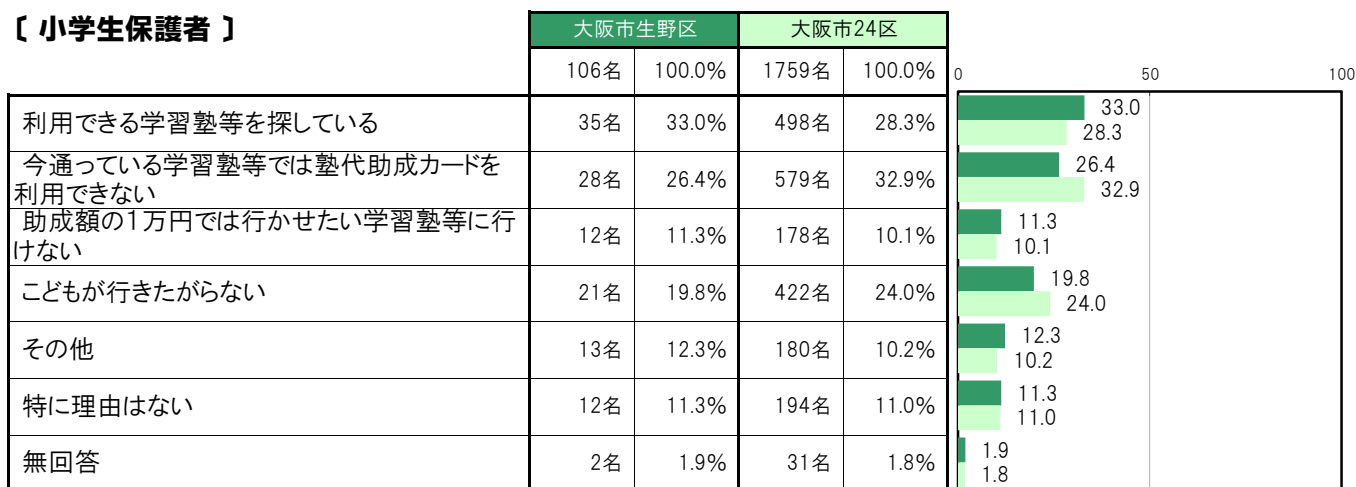 〔 小学生保護者 〕
大阪市生野区 大阪市24区
106名 100.0% 1759名 100.0% 0 50 100
利用できる学習塾等を探している 35名 33.0% 498名 28.3% 33.0
28.3
今通っている学習塾等では塾代助成カードを
利用できない 28名 26.4% 579名 32.9% 26.4
32.9
助成額の1万円では行かせたい学習塾等に行
けない 12名 11.3% 178名 10.1% 11.3
10.1
こどもが行きたがらない 21名 19.8% 422名 24.0% 19.8
24.0
その他 13名 12.3% 180名 10.2% 12.3
10.2
特に理由はない 12名 11.3% 194名 11.0% 11.3
11.0
無回答 2名 1.9% 31名 1.8% 1.9
1.8